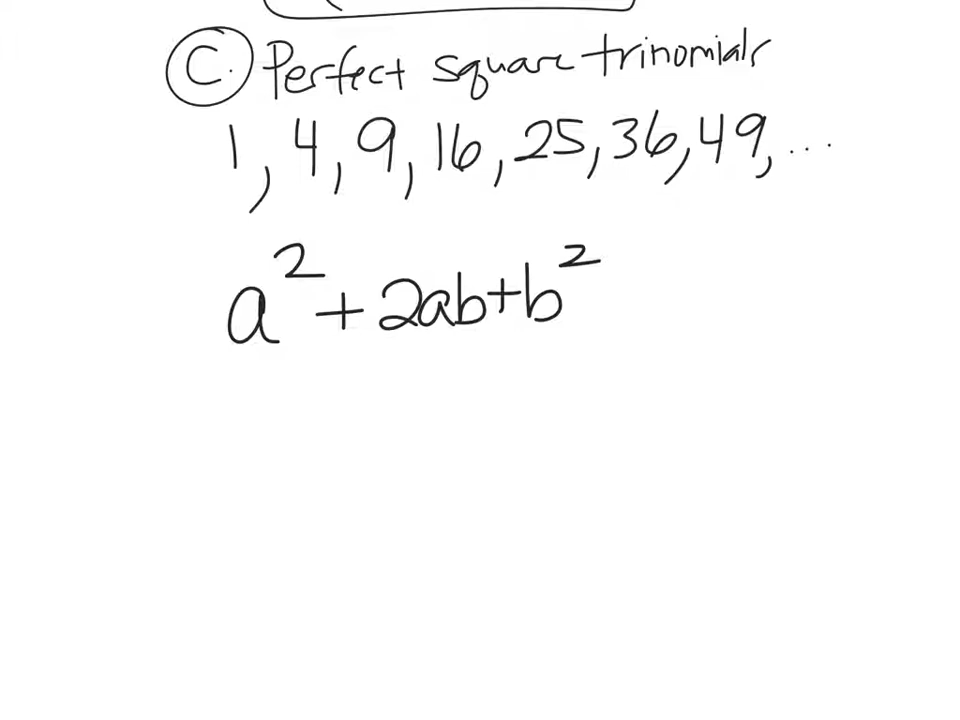 C. Perfect square trinomials
1, 4, 9, 16, 25, 36, 49, ...
a² + 2ab+b²